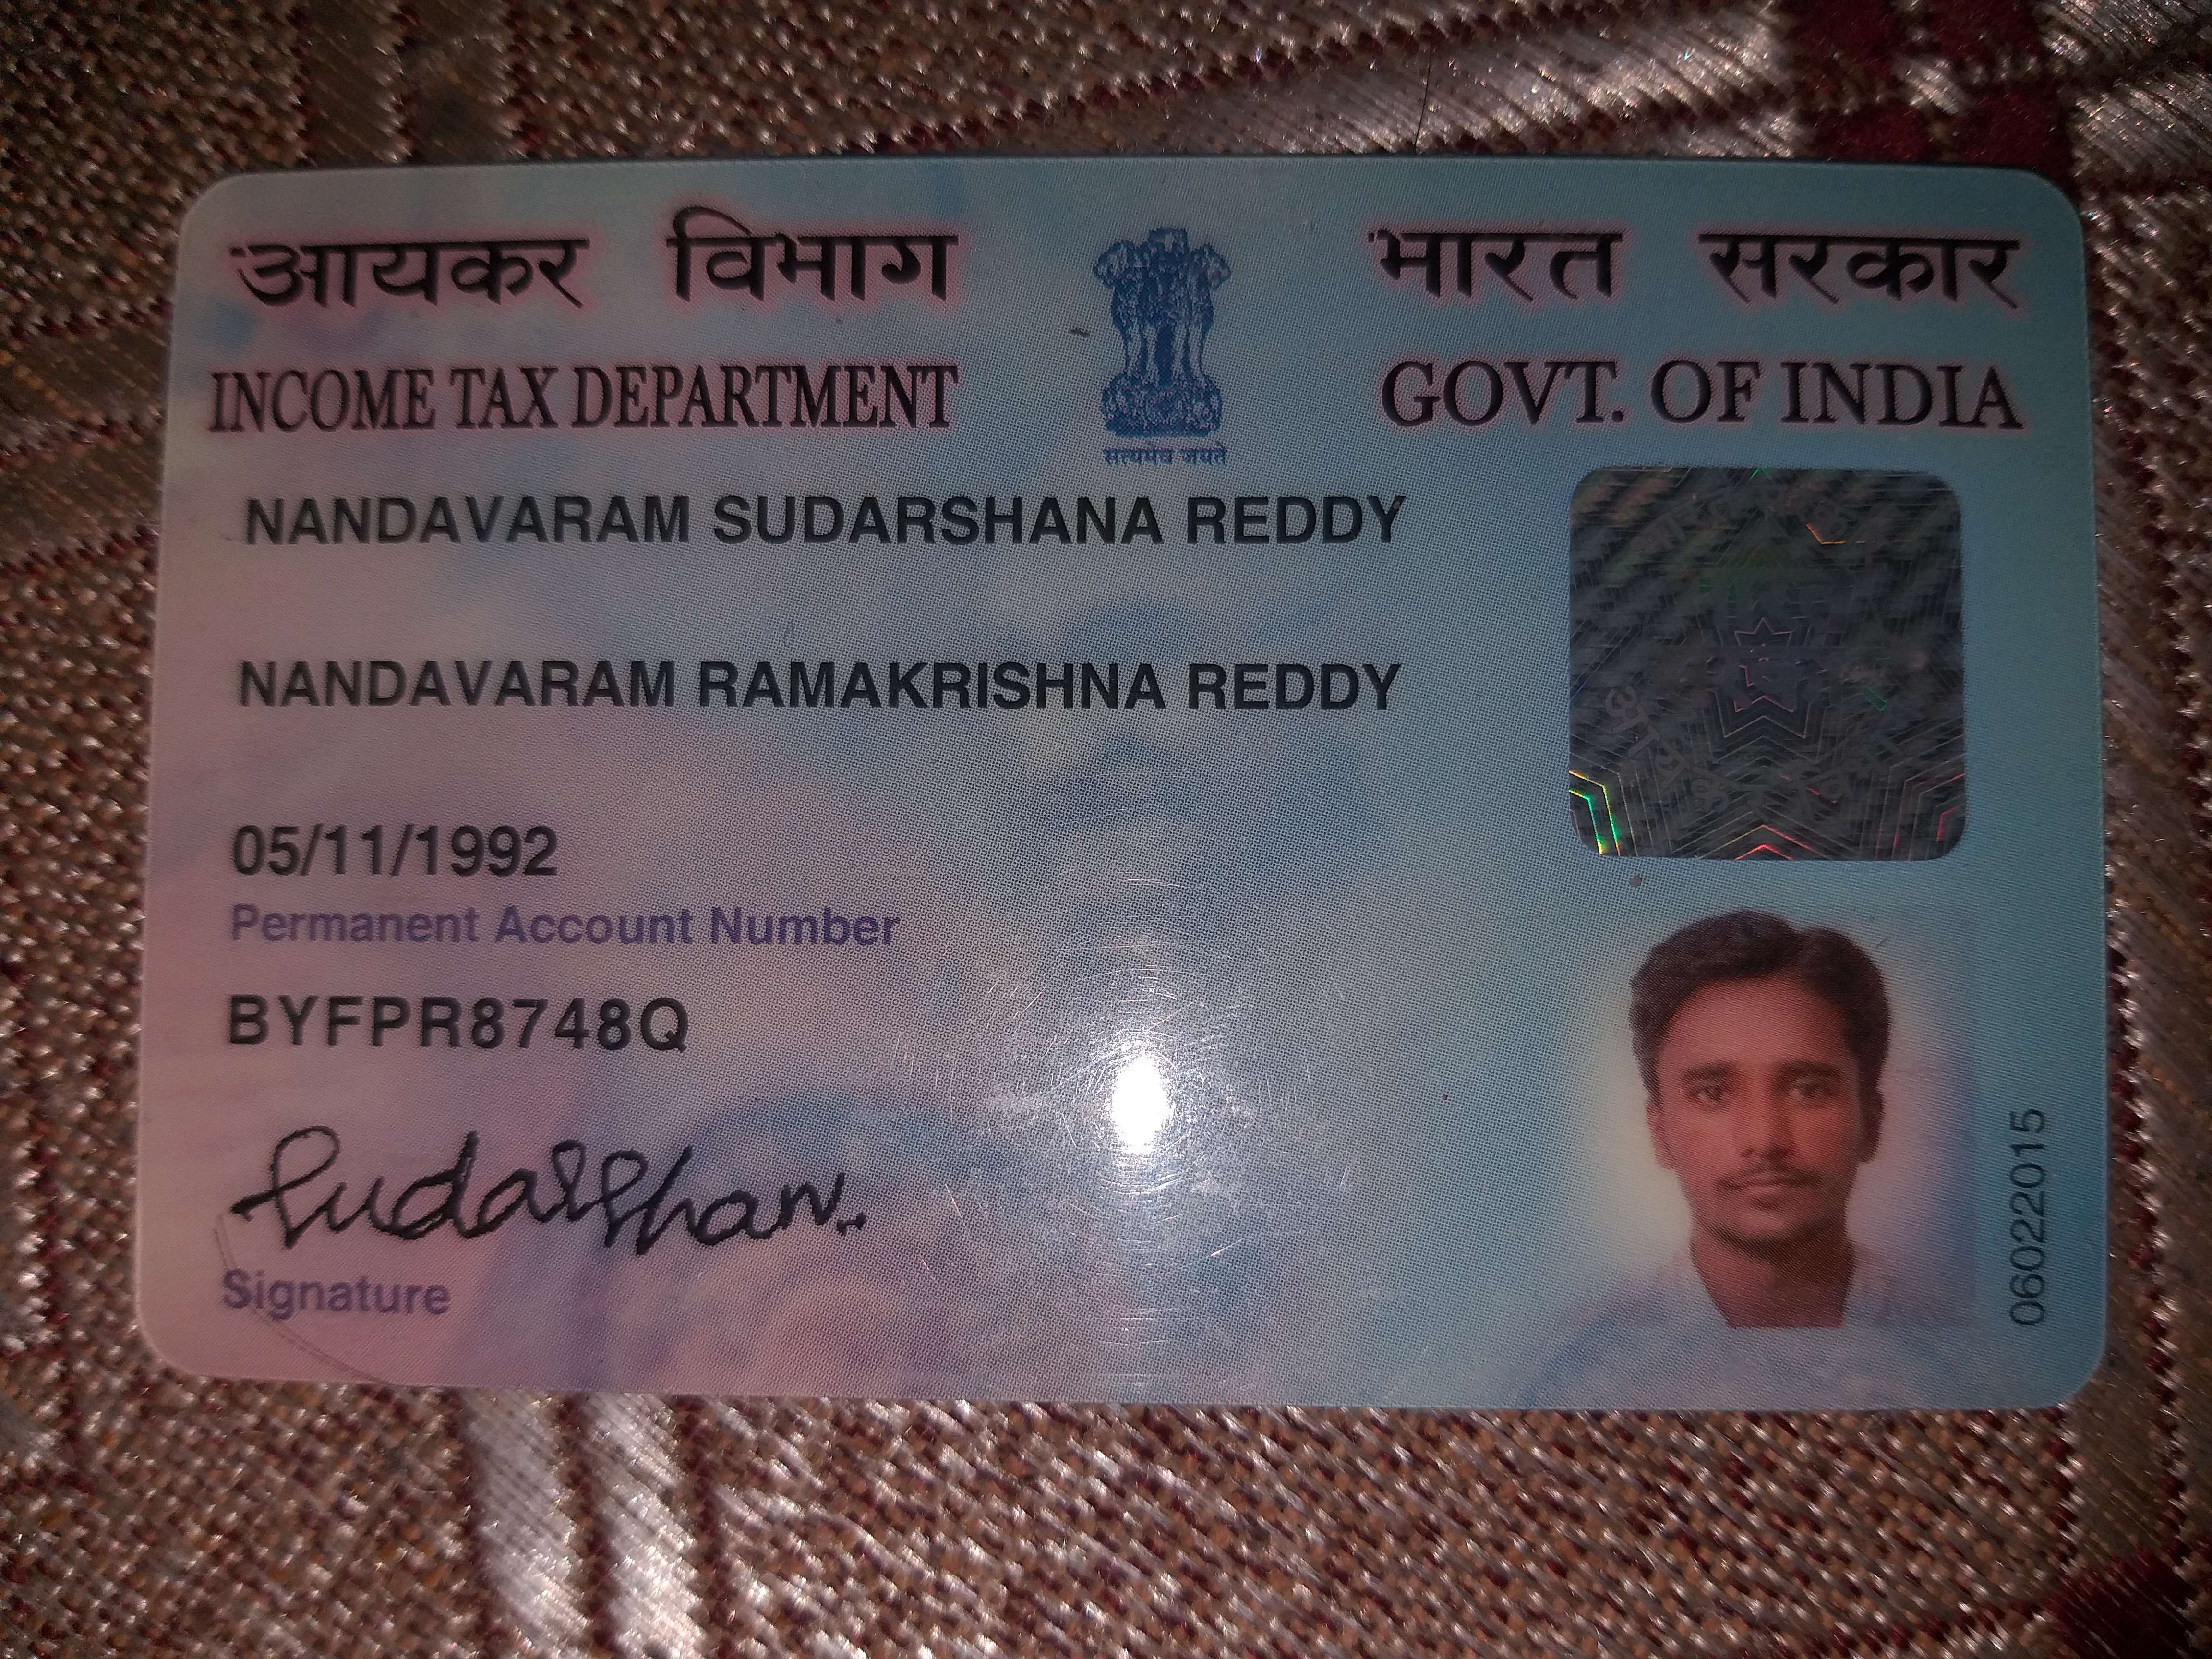 आयकर विभाग
INCOME TAX DEPARTMENT
सत्यमेव जयते
भारत सरकार
GOVT. OF INDIA
NANDAVARAM SUDARSHANA REDDY
NANDAVARAM RAMAKRISHNA REDDY
05/11/1992
Permanent Account Number
BYFPR8748Q
Sudarshan
Signature
06022015